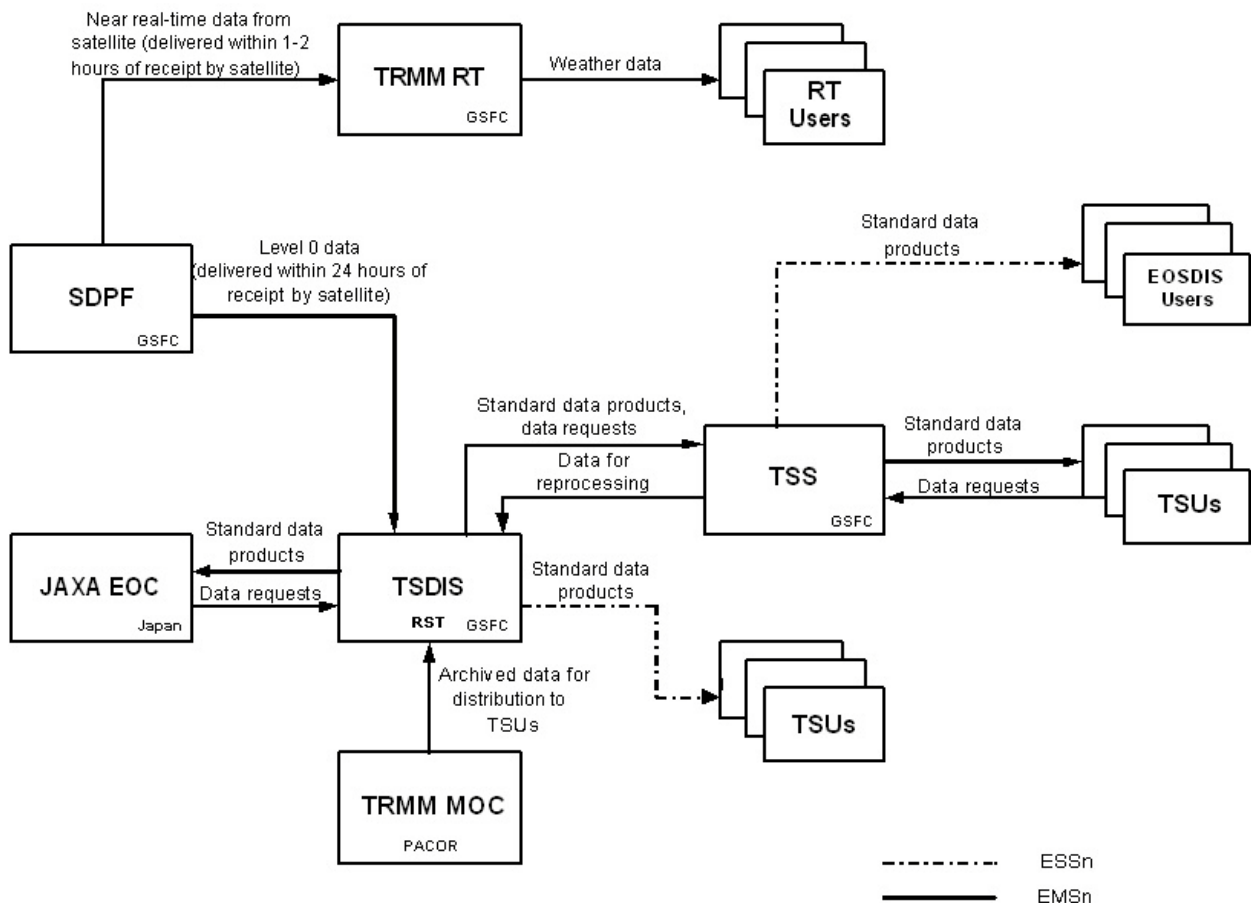 Near real-time data from
satellite (delivered within 1-2
hours of receipt by satellite)
TRMM RT
GSFC
Weather data
RT
Users
SDPF
GSFC
Level 0 data
(delivered within 24 hours of
receipt by satellite)
Standard data
products
EOSDIS
Users
Standard data products,
data requests
Data for
reprocessing
TSS
GSFC
Standard data
products
Data requests
TSUs
JAXA EOC
Japan
Standard data
products
Data requests
TSDIS
RST GSFC
Standard data
products
TSUs
Archived data for
distribution to
TSUs
TRMM MOC
PACOR
ESSn
EMSn